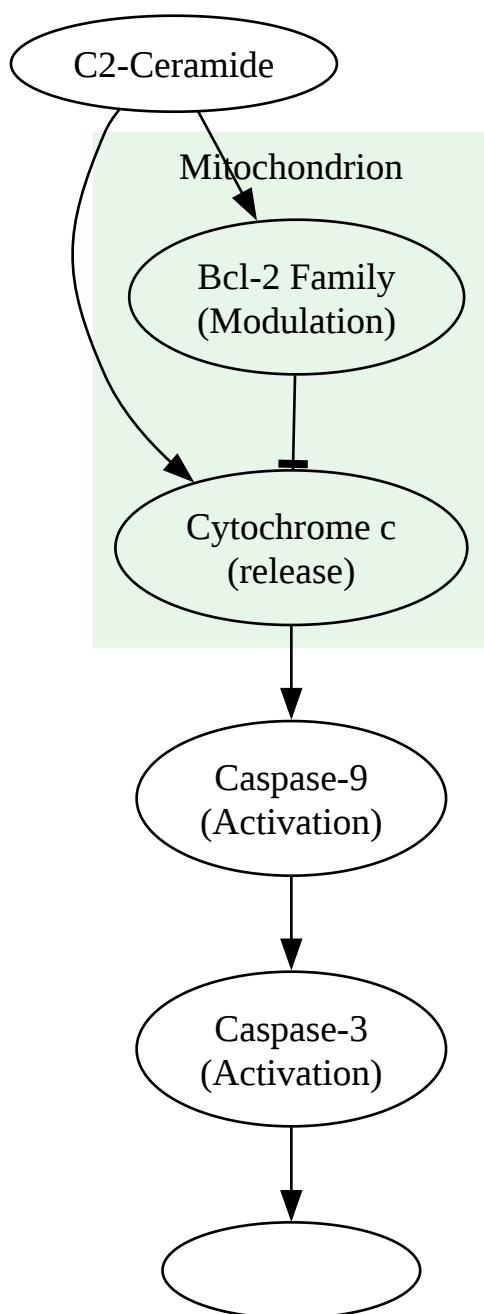 C2-Ceramide
Mitochondrion
Bcl-2 Family
(Modulation)
Cytochrome c
(release)
Caspase-9
(Activation)
Caspase-3
(Activation)